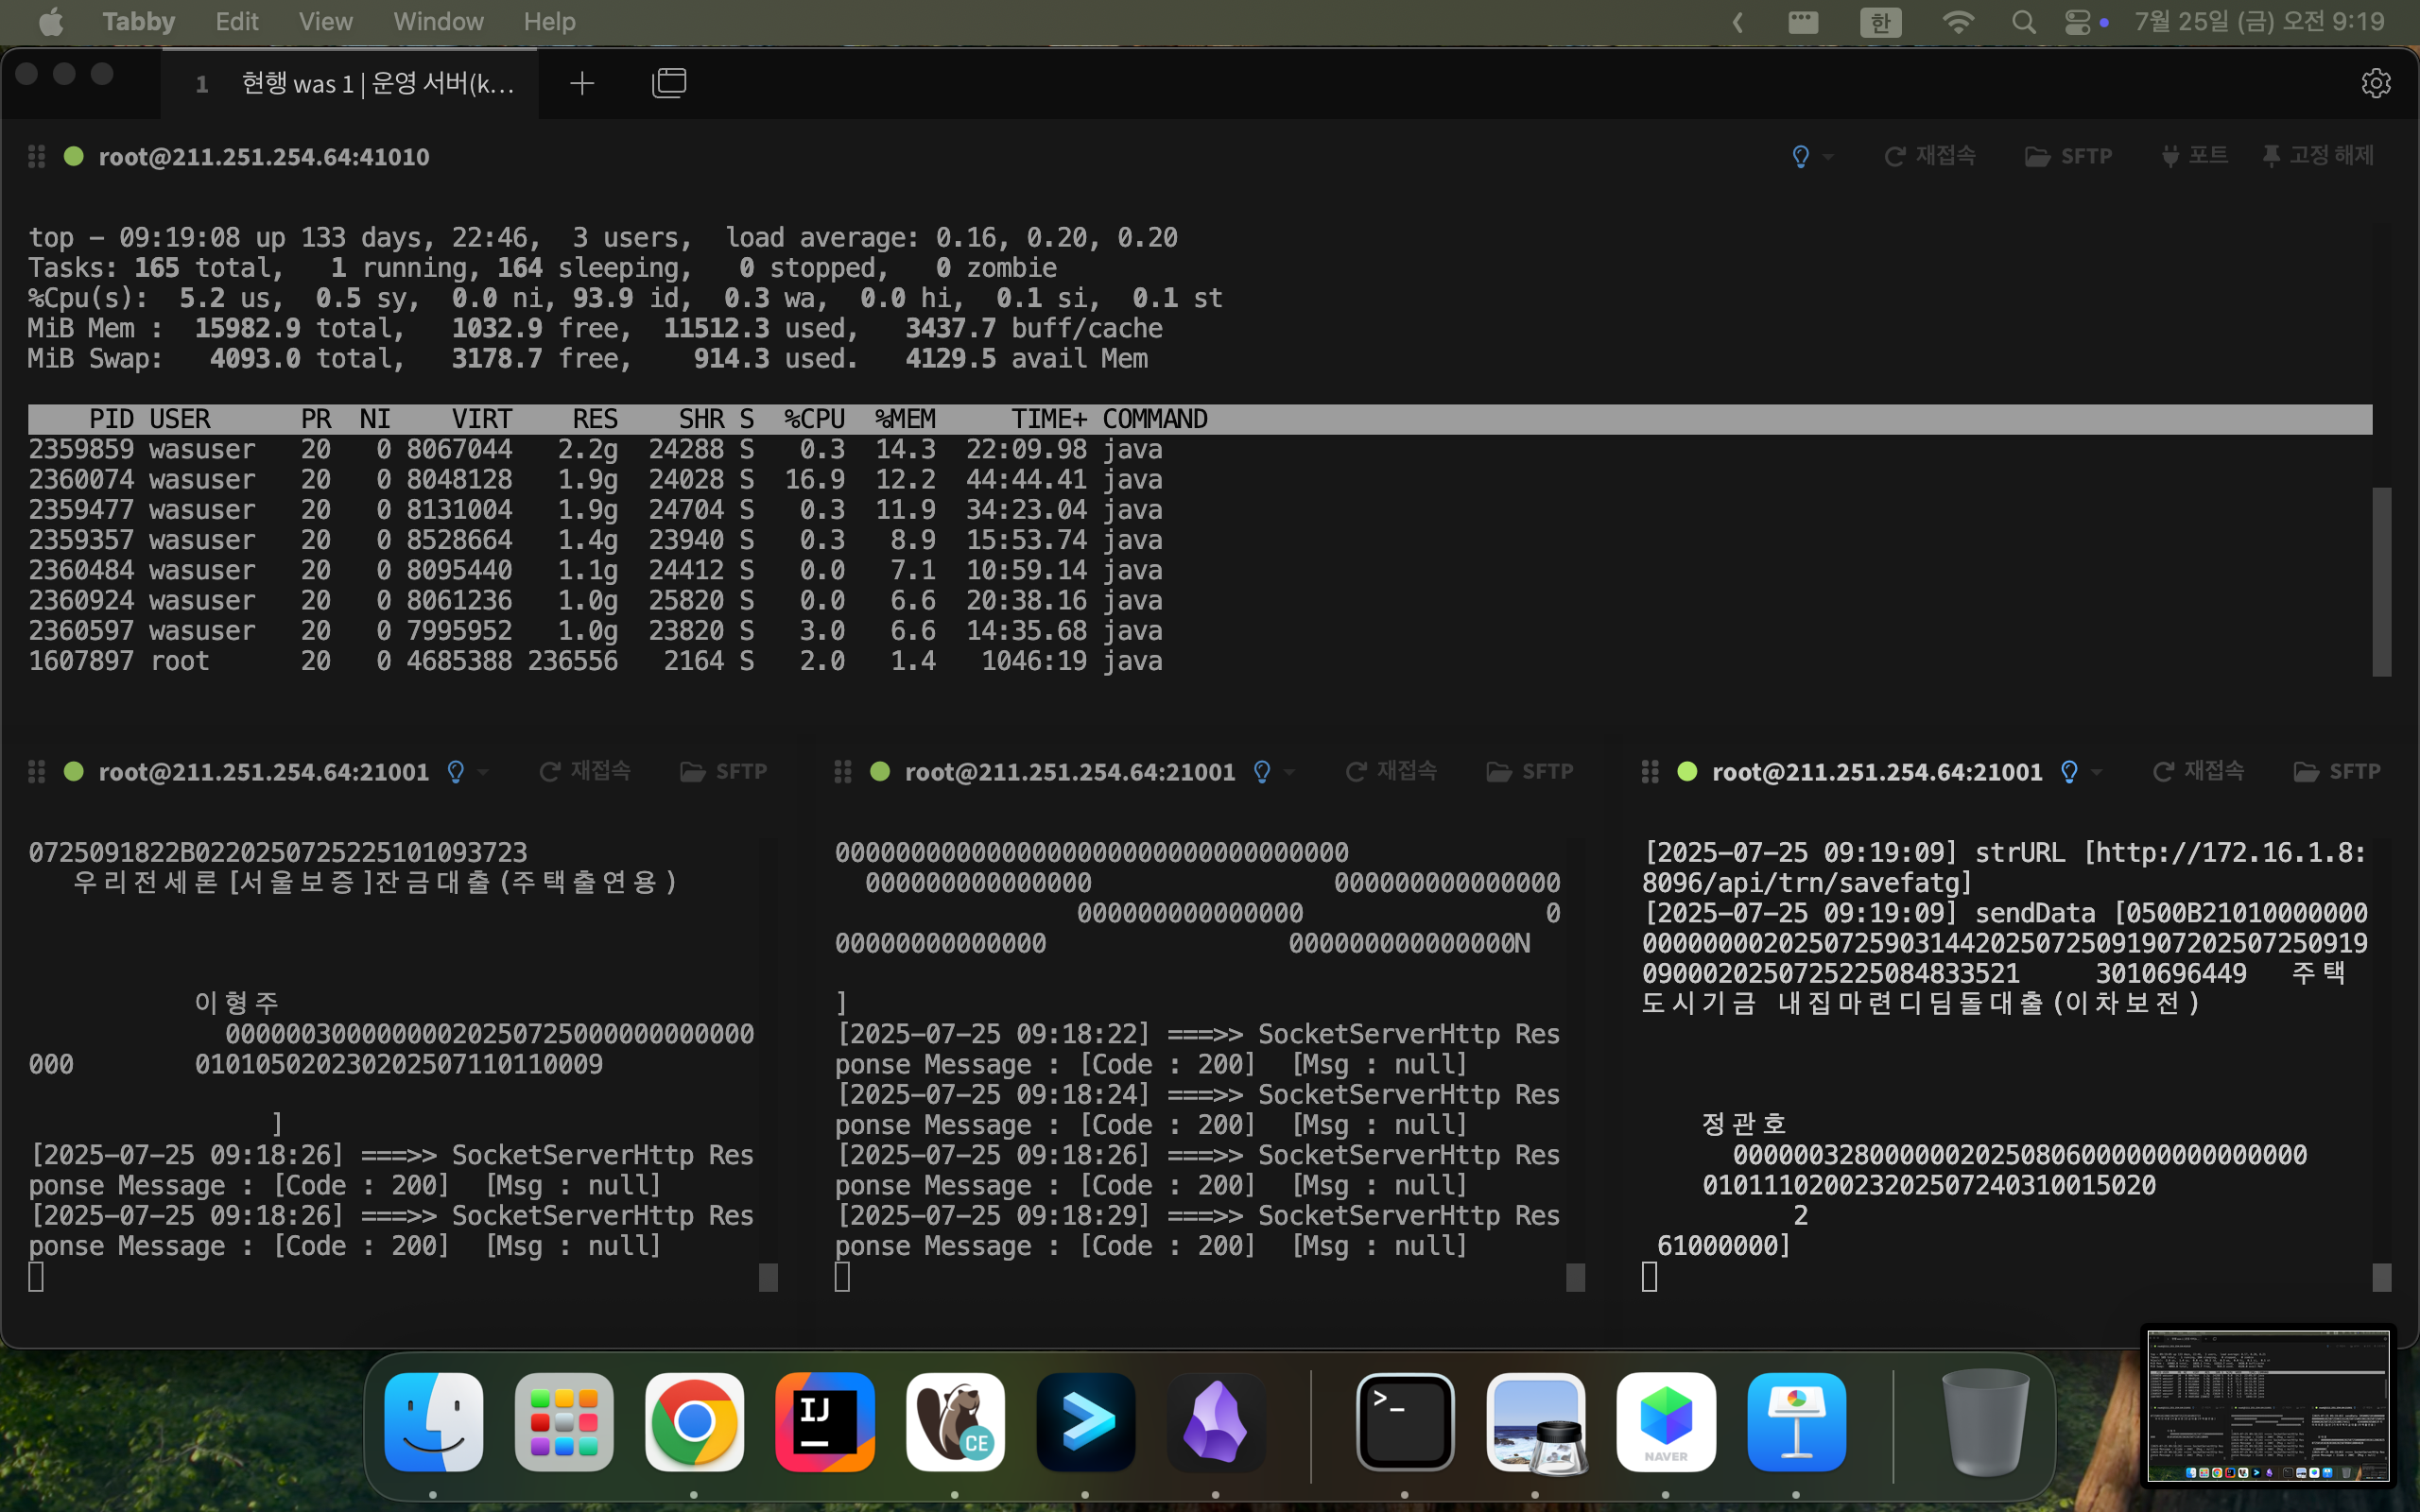 Tabby Edit View Window Help 한 7월 25일 (금) 오전 9:19
1 현행 was 1 | 운영 서버(k...
root@211.251.254.64:41010 재접속 SFTP 포트 고정 해제
top - 09:19:08 up 133 days, 22:46, 3 users, load average: 0.16, 0.20, 0.20
Tasks: 165 total, 1 running, 164 sleeping, 0 stopped, 0 zombie
%Cpu(s): 5.2 us, 0.5 sy, 0.0 ni, 93.9 id, 0.3 wa, 0.0 hi, 0.1 si, 0.1 st
MiB Mem : 15982.9 total, 1032.9 free, 11512.3 used, 3437.7 buff/cache
MiB Swap: 4093.0 total, 3178.7 free, 914.3 used. 4129.5 avail Mem
PID USER PR NI VIRT RES SHR S %CPU %MEM TIME+ COMMAND
2359859 wasuser 20 0 8067044 2.2g 24288 S 0.3 14.3 22:09.98 java
2360074 wasuser 20 0 8048128 1.9g 24028 S 16.9 12.2 44:44.41 java
2359477 wasuser 20 0 8131004 1.9g 24704 S 0.3 11.9 34:23.04 java
2359357 wasuser 20 0 8528664 1.4g 23940 S 0.3 8.9 15:53.74 java
2360484 wasuser 20 0 8095440 1.1g 24412 S 0.0 7.1 10:59.14 java
2360924 wasuser 20 0 8061236 1.0g 25820 S 0.0 6.6 20:38.16 java
2360597 wasuser 20 0 7995952 1.0g 23820 S 3.0 6.6 14:35.68 java
1607897 root 20 0 4685388 236556 2164 S 2.0 1.4 1046:19 java
root@211.251.254.64:21001 재접속 SFTP
0725091822B0220250725225101093723
우리전세론 [서울보증]잔금대출(주택출연용)
이형주
00000030000000020250725000000000000
000 010105020230202507110110009
]
[2025-07-25 09:18:26] ===>> SocketServerHttp Res
ponse Message : [Code : 200] [Msg : null]
[2025-07-25 09:18:26] ===>> SocketServerHttp Res
ponse Message : [Code : 200] [Msg : null]
root@211.251.254.64:21001 재접속 SFTP
0000000000000000000000000000000000
000000000000000 000000000000000
000000000000000 0
00000000000000 000000000000000N
]
[2025-07-25 09:18:22] ===>> SocketServerHttp Res
ponse Message : [Code : 200] [Msg : null]
[2025-07-25 09:18:24] ===>> SocketServerHttp Res
ponse Message : [Code : 200] [Msg : null]
[2025-07-25 09:18:26] ===>> SocketServerHttp Res
ponse Message : [Code : 200] [Msg : null]
[2025-07-25 09:18:29] ===>> SocketServerHttp Res
ponse Message : [Code : 200] [Msg : null]
root@211.251.254.64:21001 재접속 SFTP
[2025-07-25 09:19:09] strURL [http://172.16.1.8:
8096/api/trn/savefatg]
[2025-07-25 09:19:09] sendData [0500B21010000000
000000000202507259031442025072509190720250725091​9
0900020250725225084833521 3010696449 주택
도시기금 내집마련디딤돌대출(이차보전)
정관호
00000032800000020250806000000000000000
010111020023202507240310015020
2
61000000]
IJ
CE
>_
NAVER